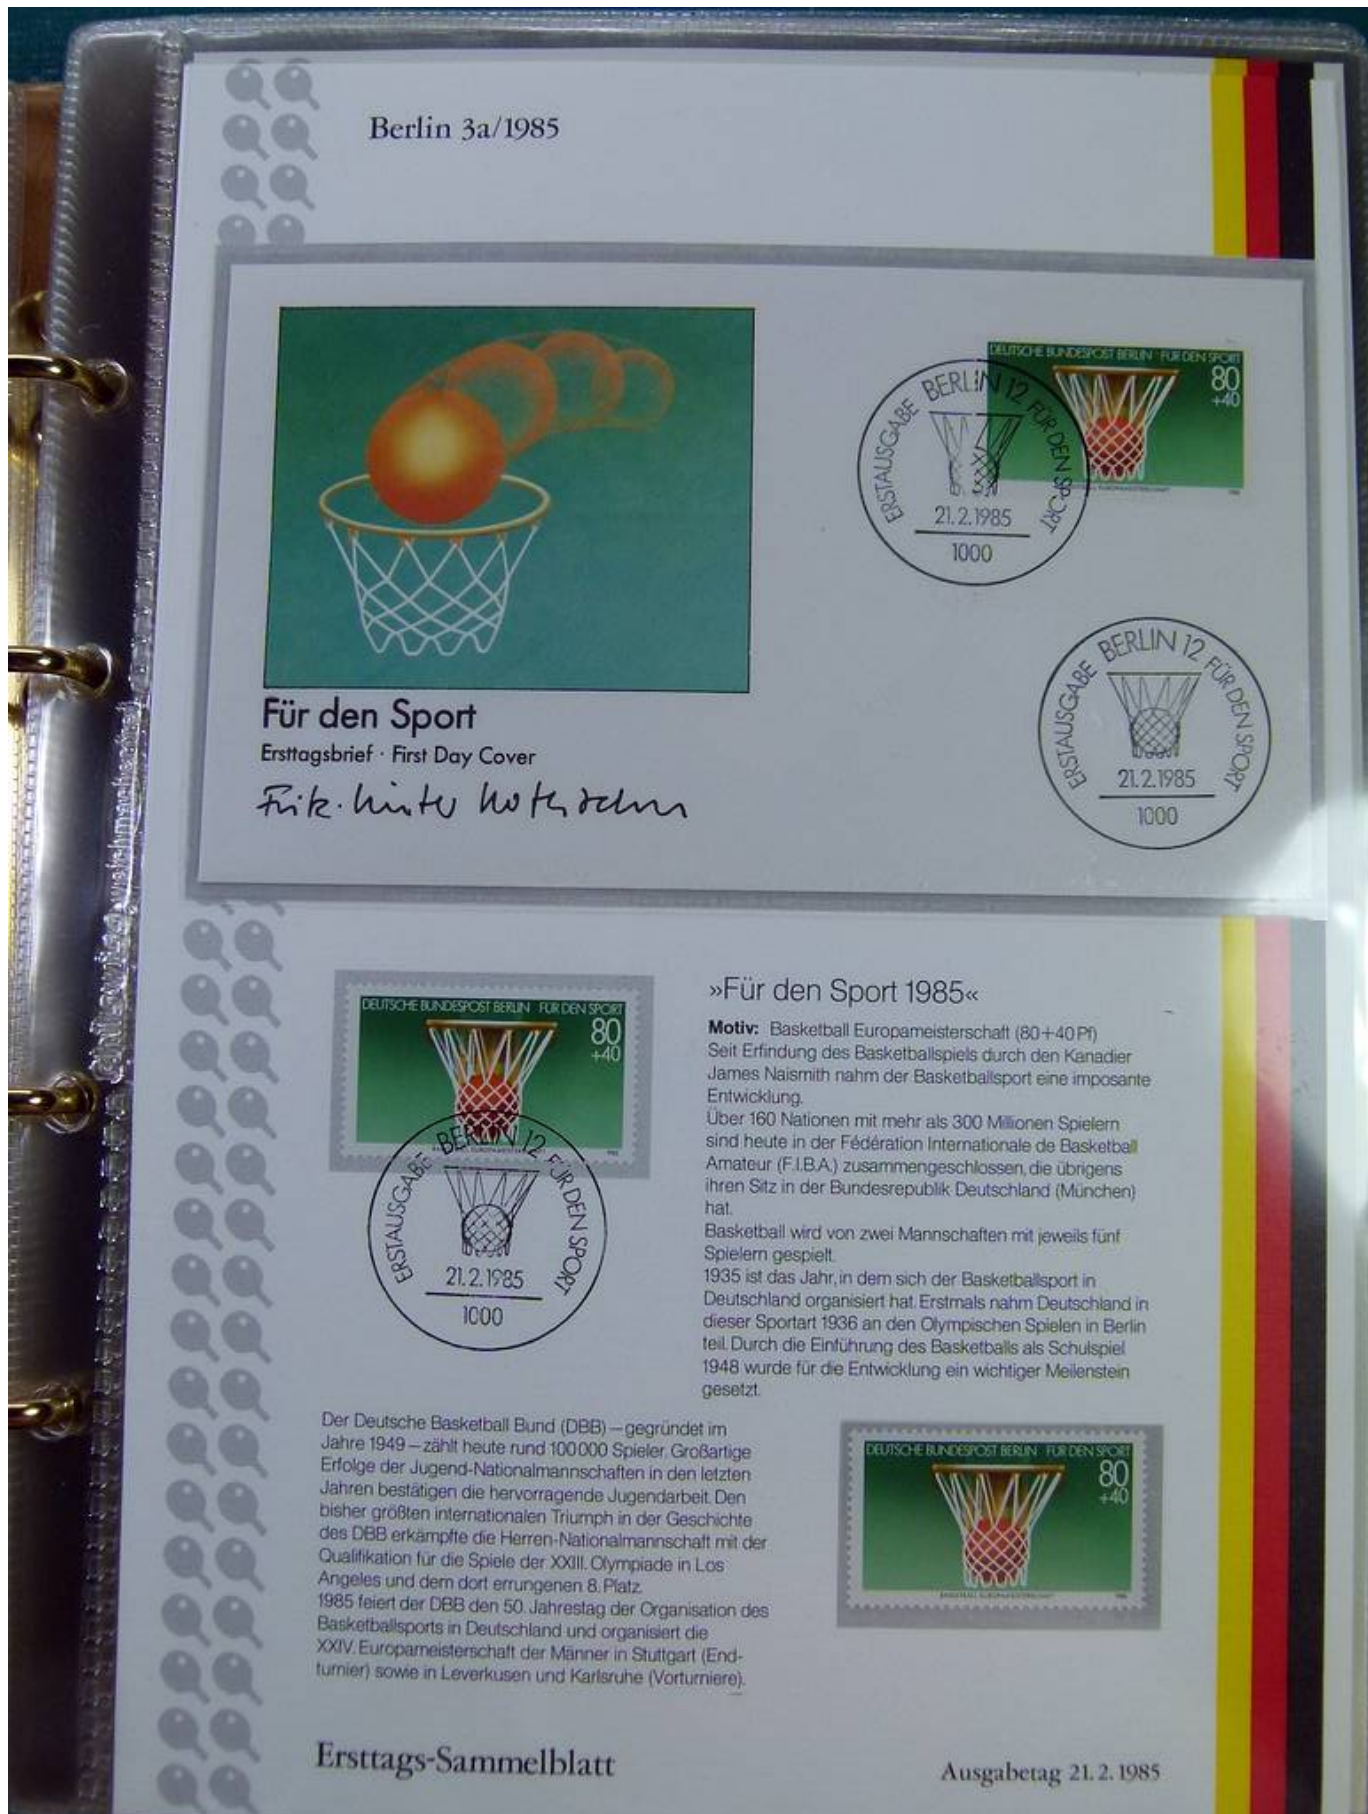 Berlin 3a/1985
DEUTSCHE BUNDESPOST BERLIN FÜR DEN SPORT
80
+40
ERSTAUSGABE BERLIN 12 FÜR DEN SPORT
21.2.1985
1000
Für den Sport
Ersttagsbrief · First Day Cover
ERSTAUSGABE BERLIN 12 FÜR DEN SPORT
21.2.1985
1000
DEUTSCHE BUNDESPOST BERLIN FÜR DEN SPORT
80
+40
ERSTAUSGABE BERLIN 12 FÜR DEN SPORT
21.2.1985
1000
»Für den Sport 1985«
Motiv: Basketball Europameisterschaft (80+40 Pf)
Seit Erfindung des Basketballspiels durch den Kanadier
James Naismith nahm der Basketballsport eine imposante
Entwicklung.
Über 160 Nationen mit mehr als 300 Millionen Spielern
sind heute in der Fédération Internationale de Basketball
Amateur (F.I.B.A.) zusammengeschlossen, die übrigens
ihren Sitz in der Bundesrepublik Deutschland (München)
hat.
Basketball wird von zwei Mannschaften mit jeweils fünf
Spielern gespielt.
1935 ist das Jahr, in dem sich der Basketballsport in
Deutschland organisiert hat. Erstmals nahm Deutschland in
dieser Sportart 1936 an den Olympischen Spielen in Berlin
teil. Durch die Einführung des Basketballs als Schulspiel
1948 wurde für die Entwicklung ein wichtiger Meilenstein
gesetzt.
Der Deutsche Basketball Bund (DBB) – gegründet im
Jahre 1949 – zählt heute rund 100000 Spieler. Großartige
Erfolge der Jugend-Nationalmannschaften in den letzten
Jahren bestätigen die hervorragende Jugendarbeit. Den
bisher größten internationalen Triumph in der Geschichte
des DBB erkämpfte die Herren-Nationalmannschaft mit der
Qualifikation für die Spiele der XXIII. Olympiade in Los
Angeles und dem dort errungenen 8. Platz.
1985 feiert der DBB den 50. Jahrestag der Organisation des
Basketballsports in Deutschland und organisiert die
XXIV. Europameisterschaft der Männer in Stuttgart (End-
turnier) sowie in Leverkusen und Karlsruhe (Vorturniere).
DEUTSCHE BUNDESPOST BERLIN FÜR DEN SPORT
80
+40
BASKETBALL EUROPAMEISTERSCHAFT
Ersttags-Sammelblatt
Ausgabetag 21. 2. 1985